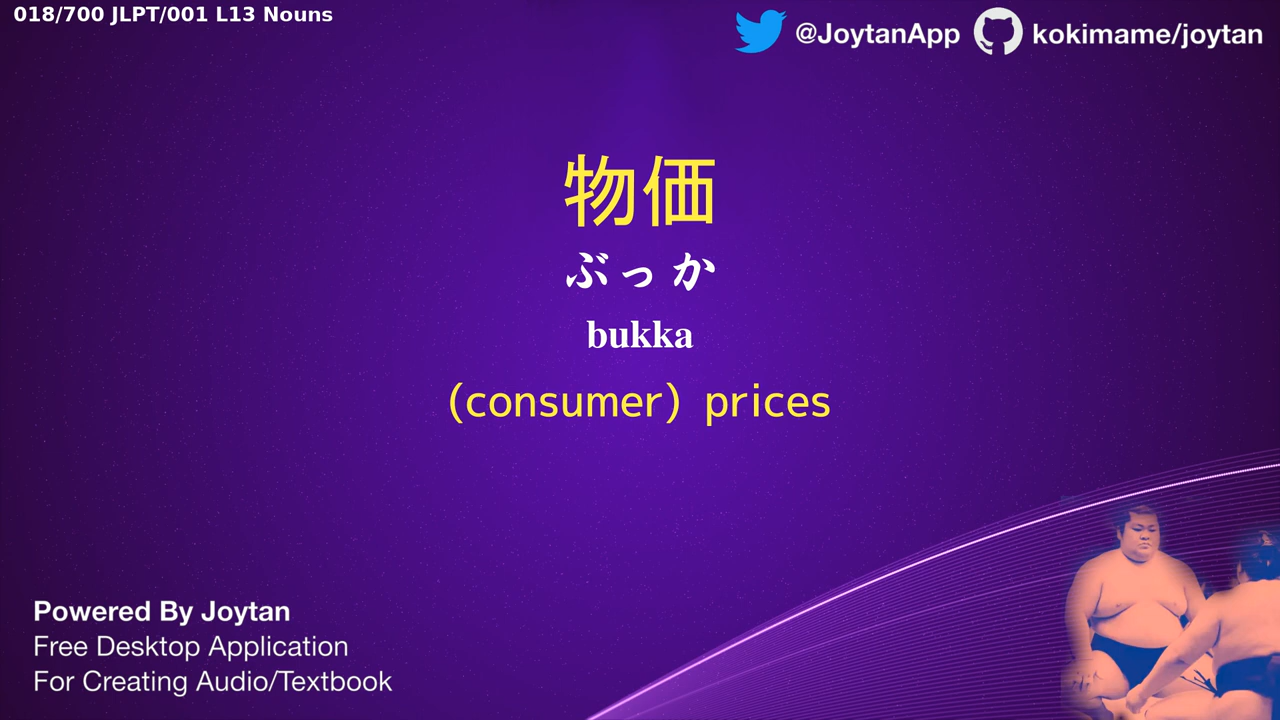 018/700 JLPT/001 L13 Nouns
@JoytanApp kokimame/joytan
物価
ぶっか
bukka
(consumer) prices
Powered By Joytan
Free Desktop Application
For Creating Audio/Textbook